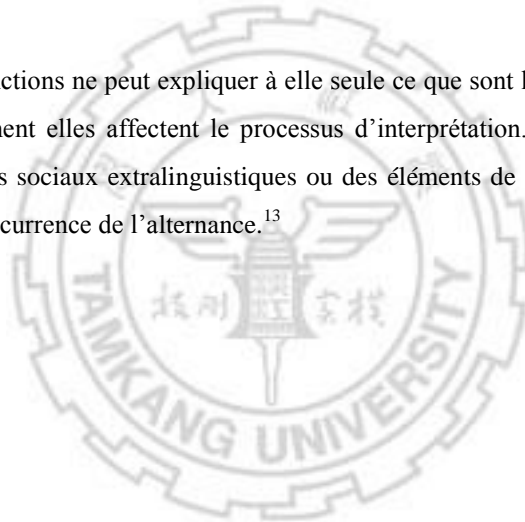 ctions ne peut expliquer à elle seule ce que sont l
ent elles affectent le processus d’interprétation.
s sociaux extralinguistiques ou des éléments de
currence de l’alternance.13
TAMKANG UNIVERSITY